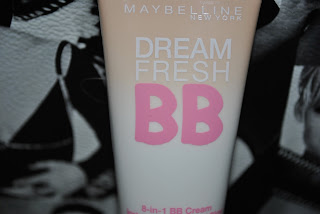 MAYBELLINE
NEW YORK
DREAM
FRESH
BB
8-in-1 BB Cream